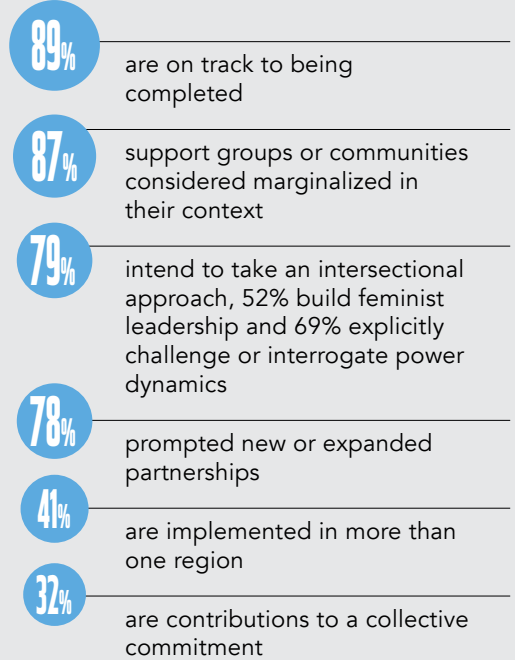 89%
are on track to being
completed
87%
support groups or communities
considered marginalized in
their context
79%
intend to take an intersectional
approach, 52% build feminist
leadership and 69% explicitly
challenge or interrogate power
dynamics
78%
prompted new or expanded
partnerships
41%
are implemented in more than
one region
32%
are contributions to a collective
commitment